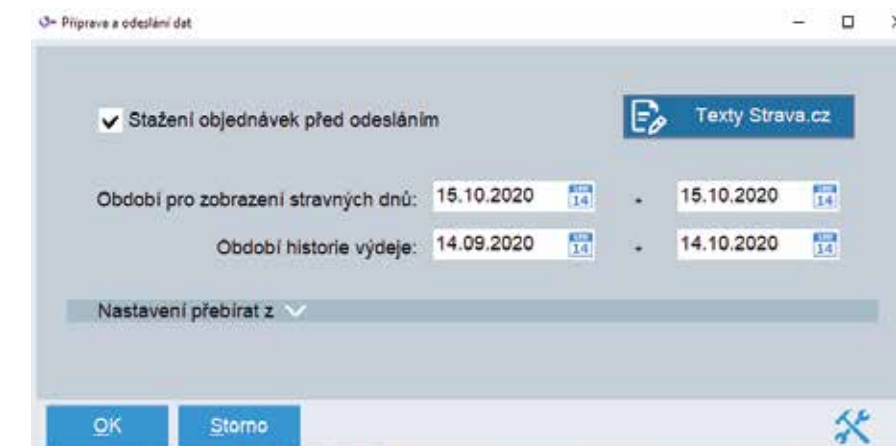 Příprava a odeslání dat
Stažení objednávek před odesláním
Texty Strava.cz
Období pro zobrazení stravných dnů: 15.10.2020 - 15.10.2020
Období historie výdeje: 14.09.2020 - 14.10.2020
Nastavení přebírat z
OK Storno